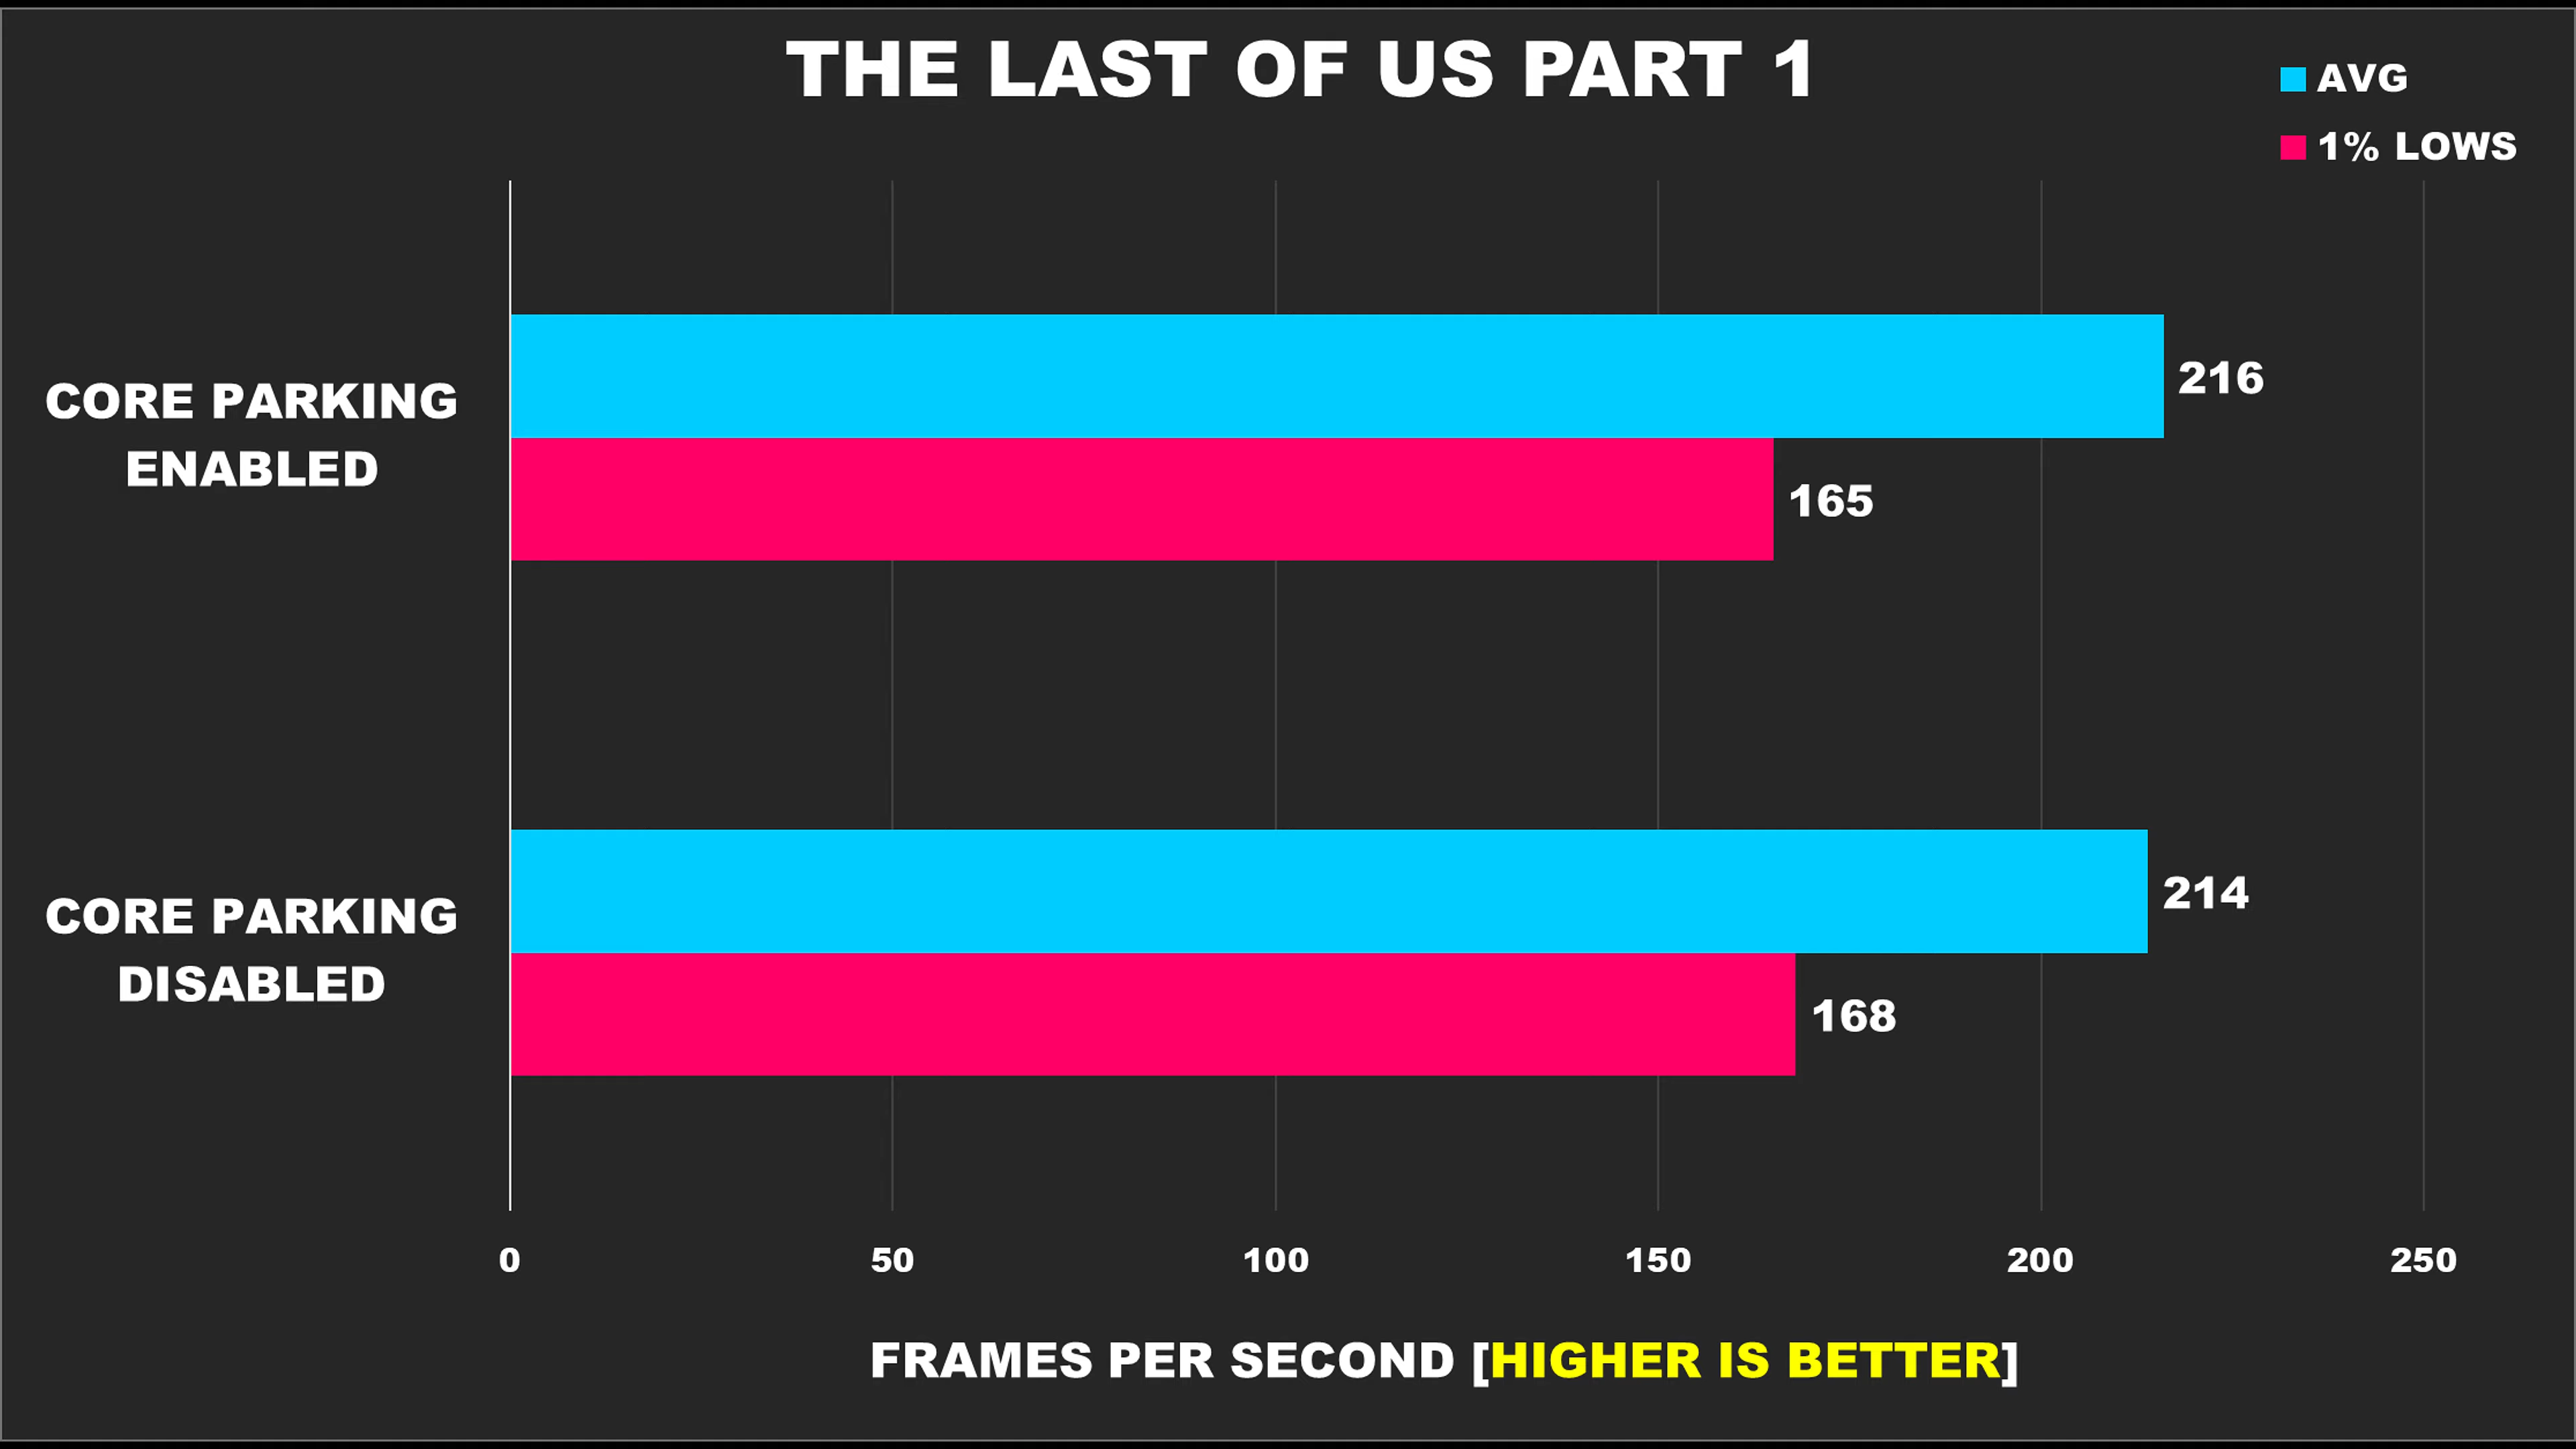 THE LAST OF US PART 1
AVG
1% LOWS
CORE PARKING
ENABLED
216
165
CORE PARKING
DISABLED
214
168
0 50 100 150 200 250
FRAMES PER SECOND [HIGHER IS BETTER]